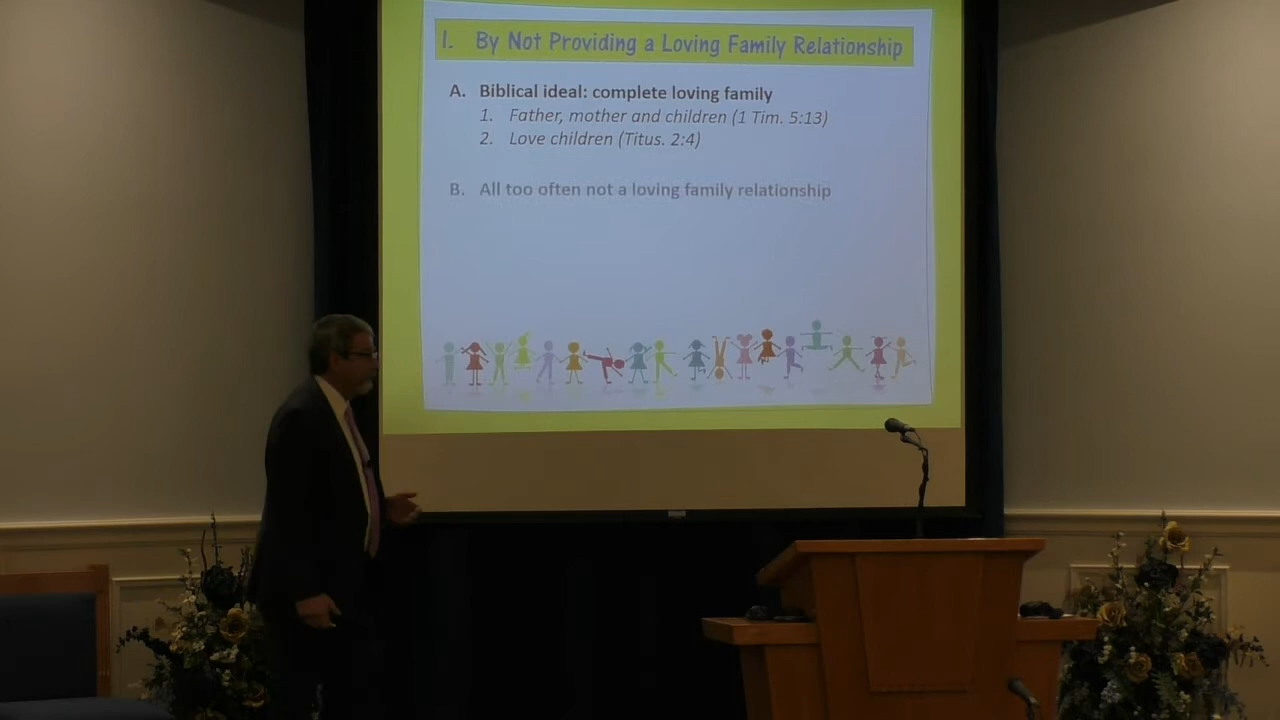 I. By Not Providing a Loving Family Relationship
A. Biblical ideal: complete loving family
1. Father, mother and children (1 Tim. 5:13)
2. Love children (Titus. 2:4)
B. All too often not a loving family relationship